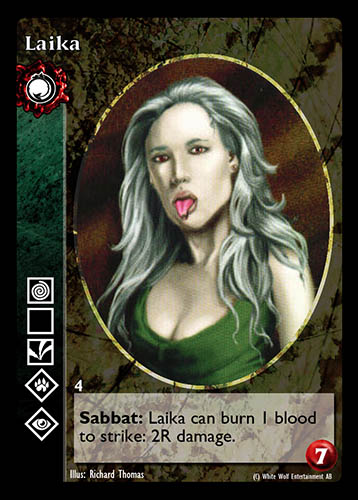 Laika
4
Sabbat: Laika can burn 1 blood
to strike: 2R damage.
7
Illus: Richard Thomas
(C) White Wolf Entertainment AB